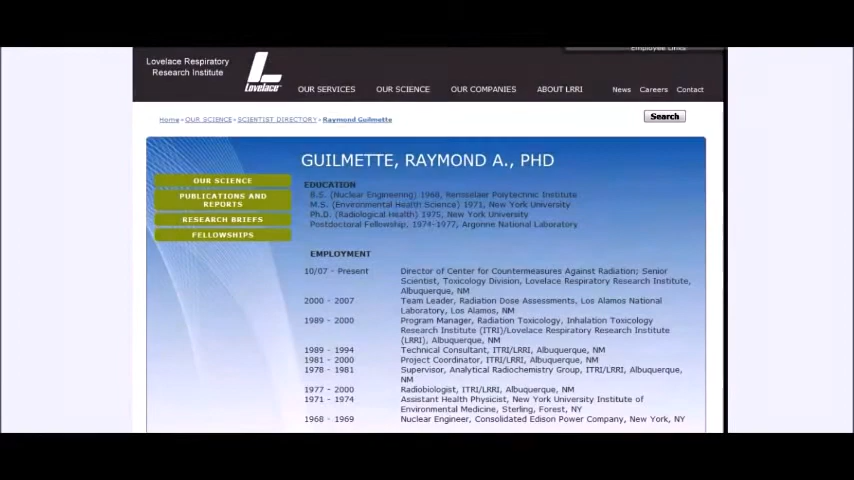 Employee Links
Lovelace Respiratory
Research Institute
Lovelace
OUR SERVICES OUR SCIENCE OUR COMPANIES ABOUT LRRI News Careers Contact
Home OUR SCIENCE SCIENTIST DIRECTORY Raymond Guilmette
Search
GUILMETTE, RAYMOND A., PHD
OUR SCIENCE
PUBLICATIONS AND
REPORTS
RESEARCH BRIEFS
FELLOWSHIPS
EDUCATION
B.S. (Nuclear Engineering) 1968, Rensselaer Polytechnic Institute
M.S. (Environmental Health Science) 1971, New York University
Ph.D. (Radiological Health) 1975, New York University
Postdoctoral Fellowship, 1974-1977, Argonne National Laboratory
EMPLOYMENT
10/07 - Present Director of Center for Countermeasures Against Radiation; Senior
Scientist, Toxicology Division, Lovelace Respiratory Research Institute,
Albuquerque, NM
2000 - 2007 Team Leader, Radiation Dose Assessments, Los Alamos National
Laboratory, Los Alamos, NM
1989 - 2000 Program Manager, Radiation Toxicology, Inhalation Toxicology
Research Institute (ITRI)/Lovelace Respiratory Research Institute
(LRRI), Albuquerque, NM
1989 - 1994 Technical Consultant, ITRI/LRRI, Albuquerque, NM
1981 - 2000 Project Coordinator, ITRI/LRRI, Albuquerque, NM
1978 - 1981 Supervisor, Analytical Radiochemistry Group, ITRI/LRRI, Albuquerque,
NM
1977 - 2000 Radiobiologist, ITRI/LRRI, Albuquerque, NM
1971 - 1974 Assistant Health Physicist, New York University Institute of
Environmental Medicine, Sterling, Forest, NY
1968 - 1969 Nuclear Engineer, Consolidated Edison Power Company, New York, NY